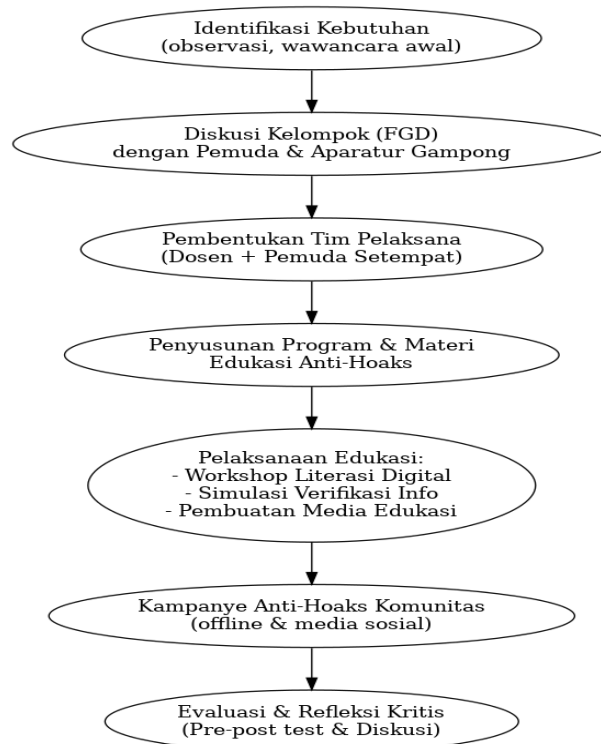 Identifikasi Kebutuhan
(observasi, wawancara awal)
Diskusi Kelompok (FGD)
dengan Pemuda & Aparatur Gampong
Pembentukan Tim Pelaksana
(Dosen + Pemuda Setempat)
Penyusunan Program & Materi
Edukasi Anti-Hoaks
Pelaksanaan Edukasi:
- Workshop Literasi Digital
- Simulasi Verifikasi Info
- Pembuatan Media Edukasi
Kampanye Anti-Hoaks Komunitas
(offline & media sosial)
Evaluasi & Refleksi Kritis
(Pre-post test & Diskusi)